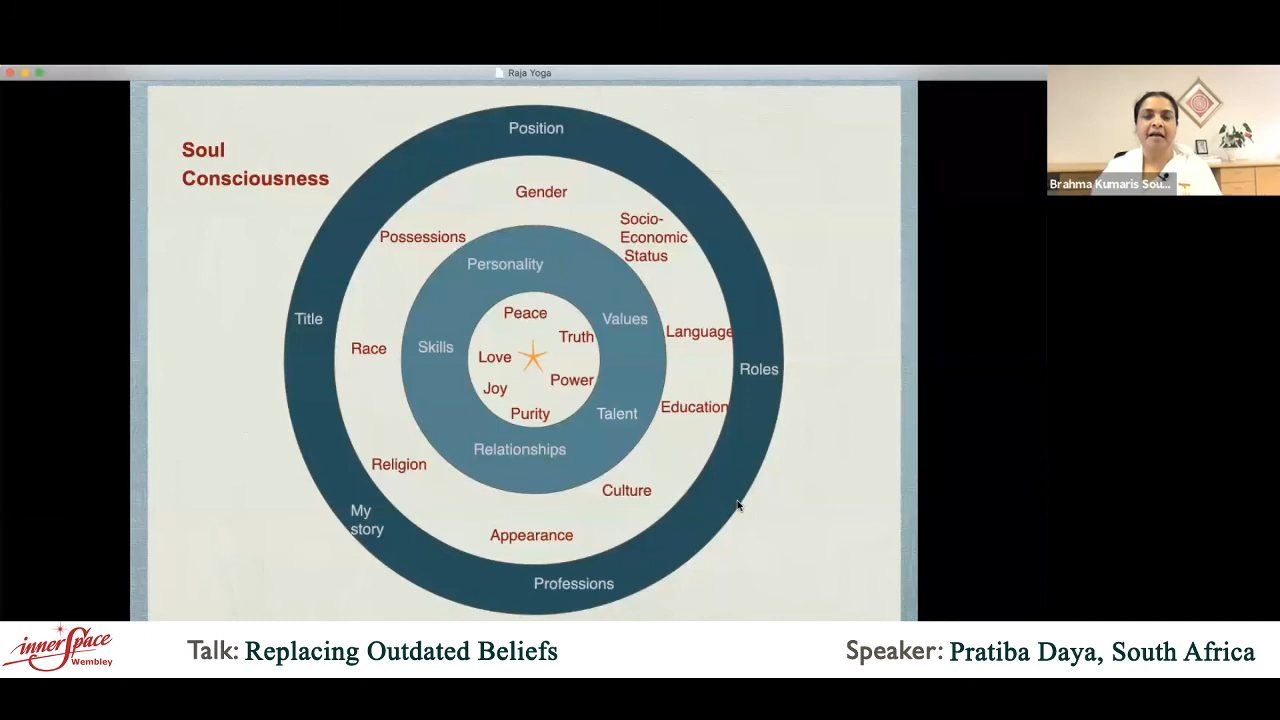 Raja Yoga
Soul
Consciousness
Position
Gender
Socio-
Economic
Status
Possessions
Personality
Peace
Title
Values
Truth
Language
Race
Skills
Love
Roles
Power
Joy
Education
Purity
Talent
Relationships
Religion
Culture
My
story
Appearance
Professions
Brahma Kumaris Sou...
innerSpace
Wembley
Talk: Replacing Outdated Beliefs
Speaker: Pratiba Daya, South Africa